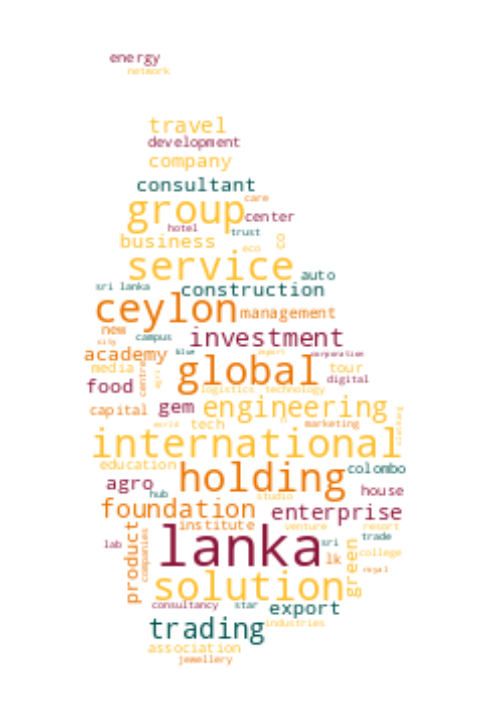 energy
network
travel
development
company
consultant
care
group center
hotel trust
business co
eco
service auto
sri lanka construction
ceylon management
new
city campus investment
academy blue export corporation
media centre agri global tour
food logistics technology digital
capital gem engineering marketing clothing
world tech
international
education holding colombo
agro hub studio house
foundation enterprise
product companies institute venture resort
lab lanka sri trade
lk green college
solution royal
consultancy star export
trading industries
association
jewellery